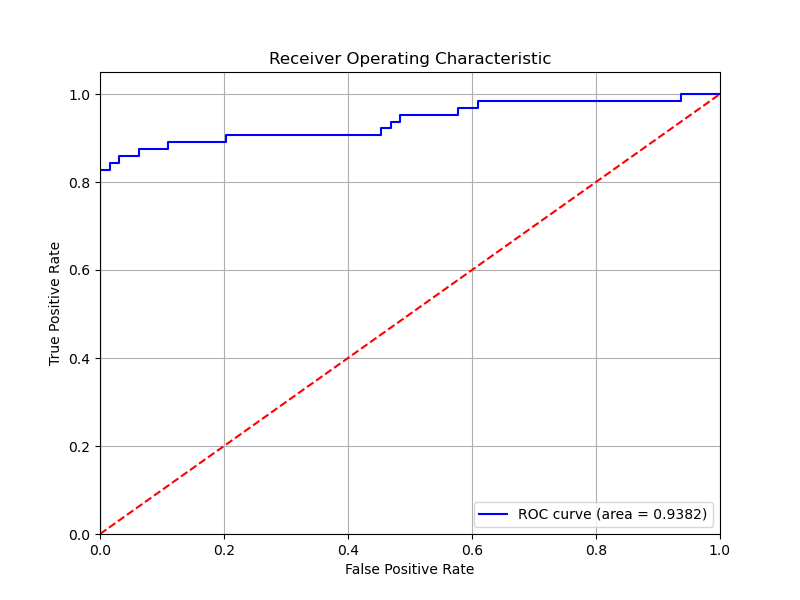 Receiver Operating Characteristic
1.0
0.8
0.6
0.4
0.2
0.0
True Positive Rate
ROC curve (area = 0.9382)
0.0 0.2 0.4 0.6 0.8 1.0
False Positive Rate